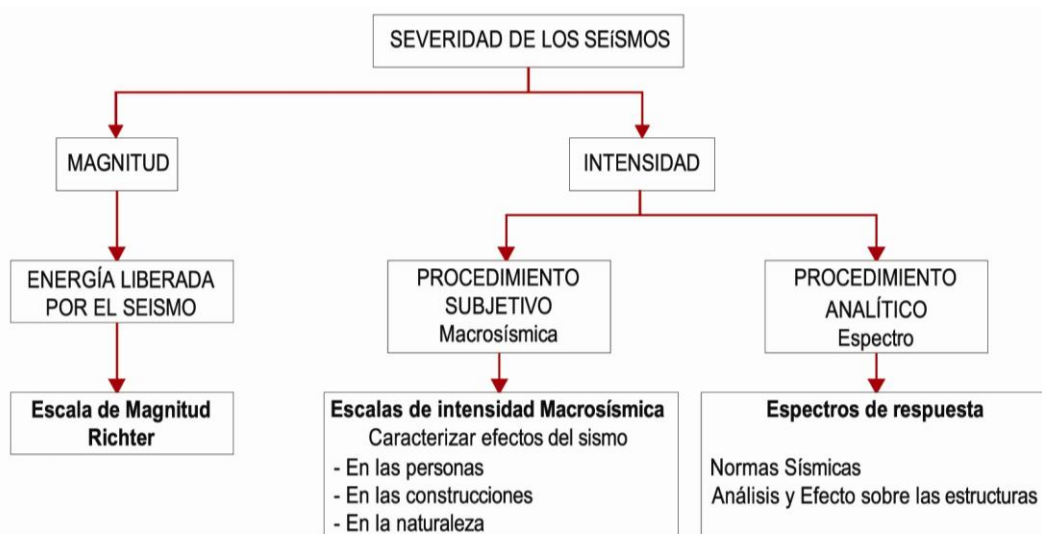 SEVERIDAD DE LOS SEíSMOS
MAGNITUD
INTENSIDAD
ENERGÍA LIBERADA
POR EL SEISMO
PROCEDIMIENTO
SUBJETIVO
Macrosísmica
PROCEDIMIENTO
ANALÍTICO
Espectro
Escala de Magnitud
Richter
Escalas de intensidad Macrosísmica
Caracterizar efectos del sismo
- En las personas
- En las construcciones
- En la naturaleza
Espectros de respuesta
Normas Sísmicas
Análisis y Efecto sobre las estructuras